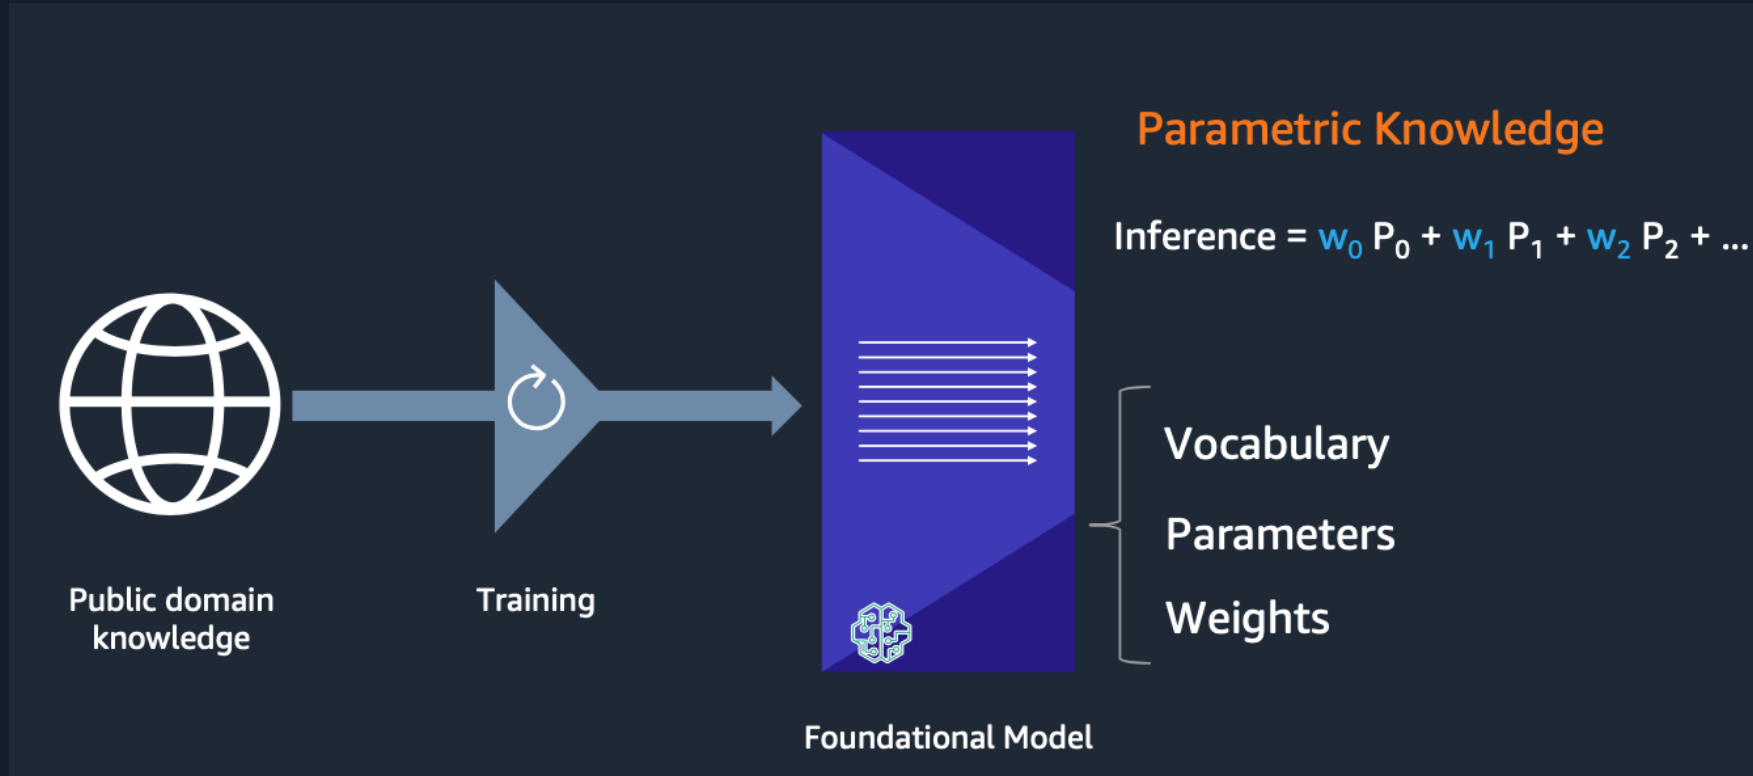 Parametric Knowledge
Inference = w₀ P₀ + w₁ P₁ + w₂ P₂ + ...
Vocabulary
Parameters
Weights
Public domain
knowledge
Training
Foundational Model